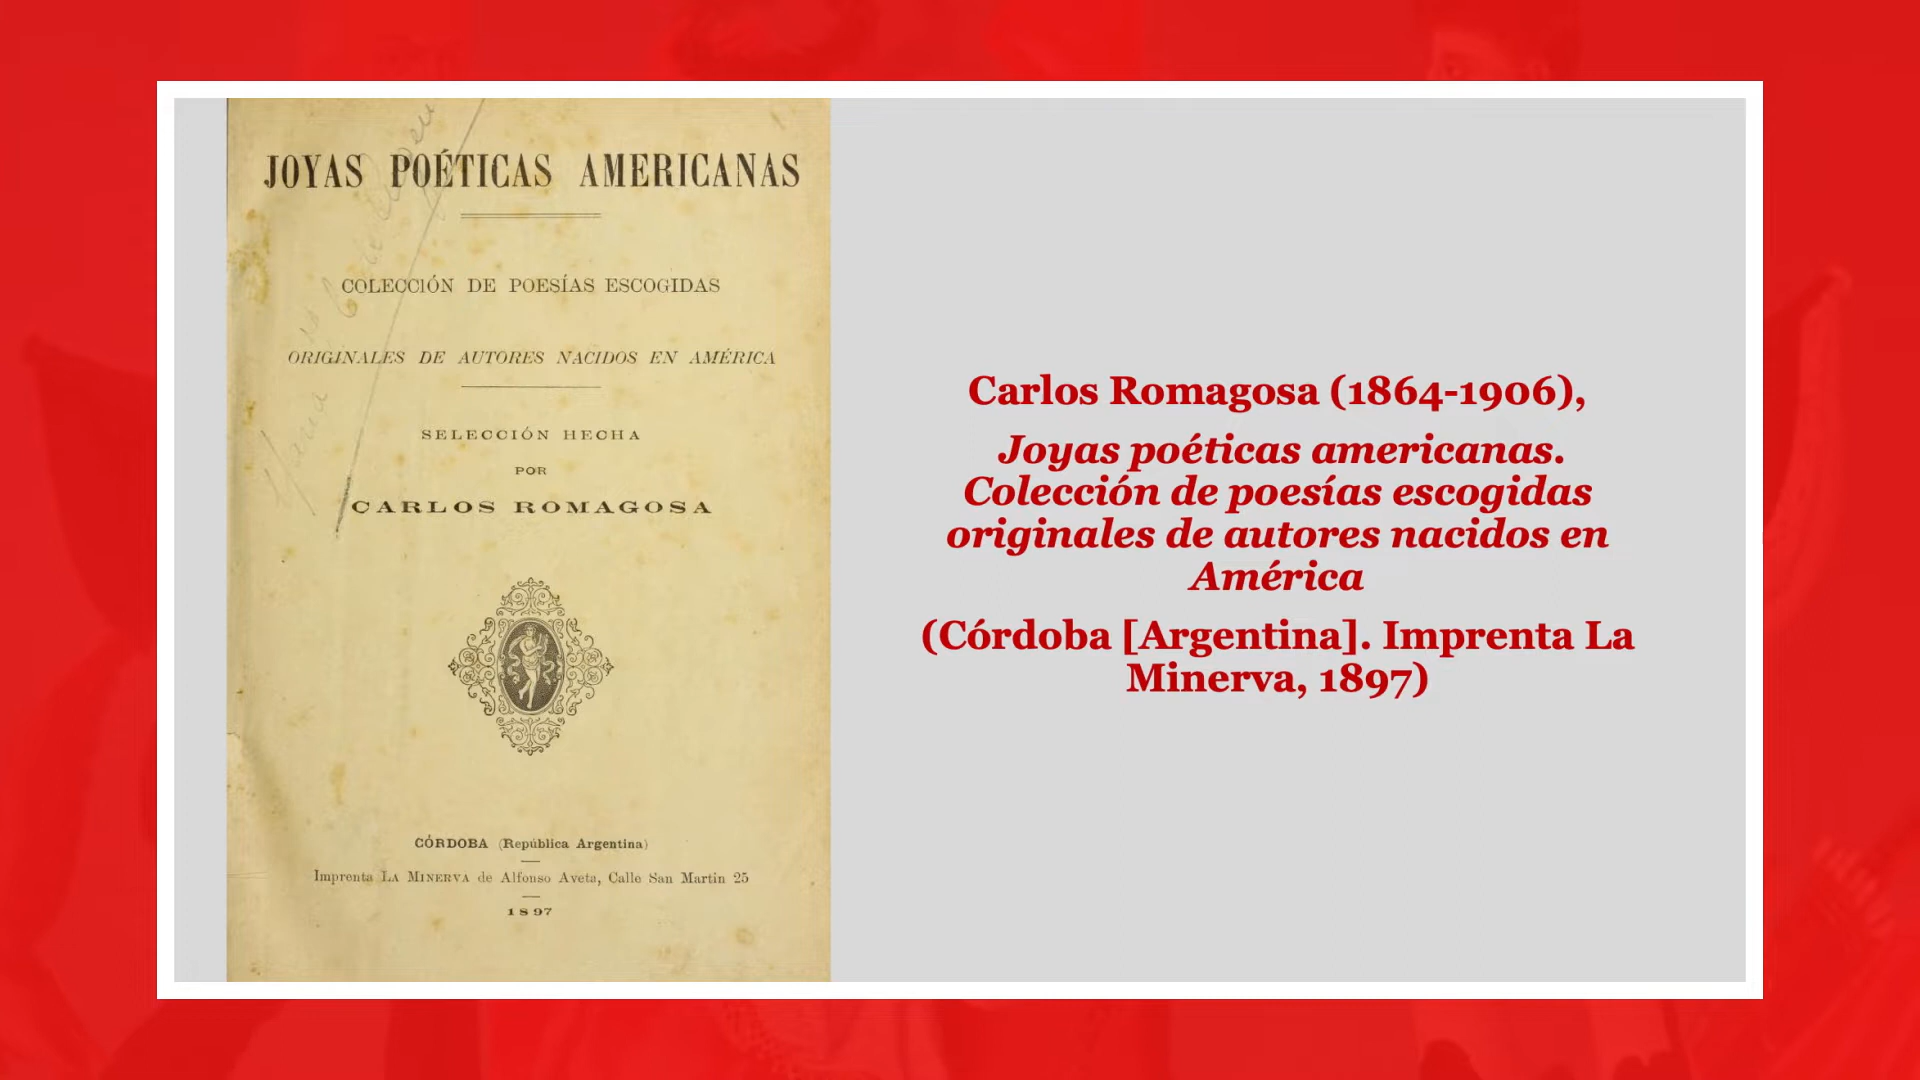 JOYAS POÉTICAS AMERICANAS
COLECCIÓN DE POESÍAS ESCOGIDAS
ORIGINALES DE AUTORES NACIDOS EN AMÉRICA
SELECCIÓN HECHA
POR
CARLOS ROMAGOSA
CÓRDOBA (República Argentina)
Imprenta LA MINERVA de Alfonso Aveta, Calle San Martin 25
1897
Carlos Romagosa (1864-1906),
Joyas poéticas americanas.
Colección de poesías escogidas
originales de autores nacidos en
América
(Córdoba [Argentina]. Imprenta La
Minerva, 1897)